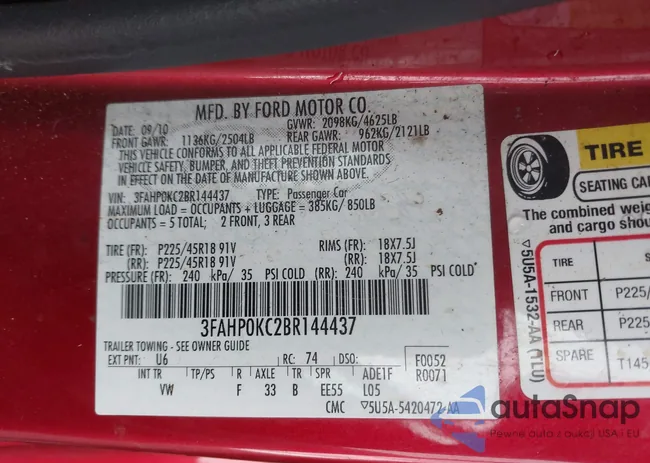 MFD. BY FORD MOTOR CO.
DATE: 09/10 GVWR: 2098KG/4625LB
FRONT GAWR: 1136KG/2504LB REAR GAWR: 962KG/2121LB
THIS VEHICLE CONFORMS TO ALL APPLICABLE FEDERAL MOTOR
VEHICLE SAFETY, BUMPER, AND THEFT PREVENTION STANDARDS
IN EFFECT ON THE DATE OF MANUFACTURE SHOWN ABOVE.
VIN: 3FAHP0KC2BR144437 TYPE: Passenger Car
MAXIMUM LOAD = OCCUPANTS + LUGGAGE = 385KG/850LB
OCCUPANTS = 5 TOTAL: 2 FRONT, 3 REAR
TIRE (FR): P225/45R18 91V RIMS (FR): 18X7.5J
(RR): P225/45R18 91V (RR): 18X7.5J
PRESSURE (FR): 240 kPa/ 35 PSI COLD (RR): 240 kPa/ 35 PSI COLD
3FAHP0KC2BR144437
TRAILER TOWING - SEE OWNER GUIDE
EXT PNT: U6 RC: 74 DSO: F0052
INT TR TP/PS R AXLE TR SPR ADE1F R0071
VW F 33 B EE55 L05
CMC ▽5U5A-5420472-AA
TIRE
SEATING CA
The combined weig
and cargo shou
TIRE S
FRONT P225/
REAR P225
SPARE T145
▽5U5A-1532-AA (TLU)
autaSnap
Pewne auta z aukcji USA i EU